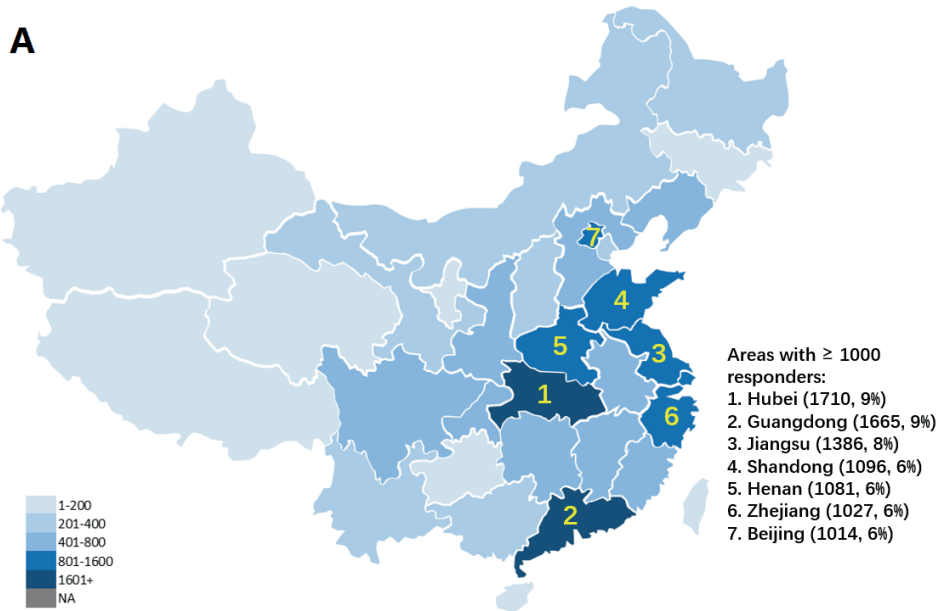 A
7
4
5
3
1
6
2
Areas with ≥ 1000
responders:
1. Hubei (1710, 9%)
2. Guangdong (1665, 9%)
3. Jiangsu (1386, 8%)
4. Shandong (1096, 6%)
5. Henan (1081, 6%)
6. Zhejiang (1027, 6%)
7. Beijing (1014, 6%)
1-200
201-400
401-800
801-1600
1601+
NA